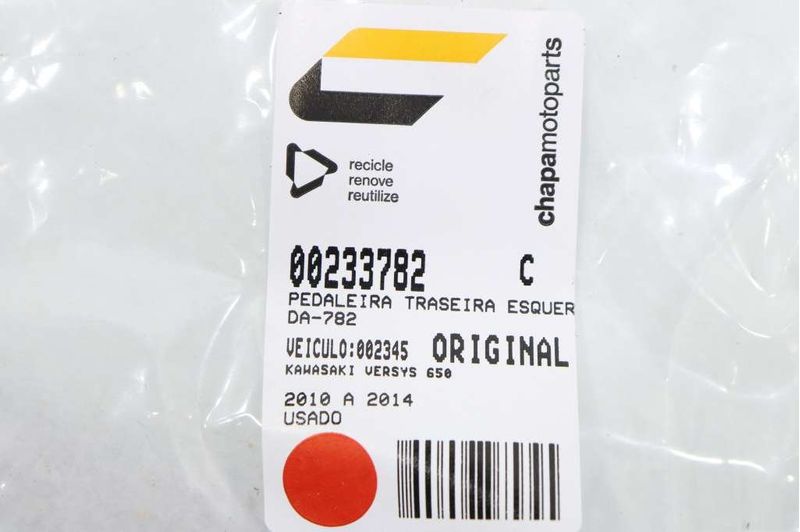 chapamotoparts
recicle
renove
reutilize
00233782 C
PEDALEIRA TRASEIRA ESQUER
DA-782
VEICULO:002345 ORIGINAL
KAWASAKI VERSYS 650
2010 A 2014
USADO